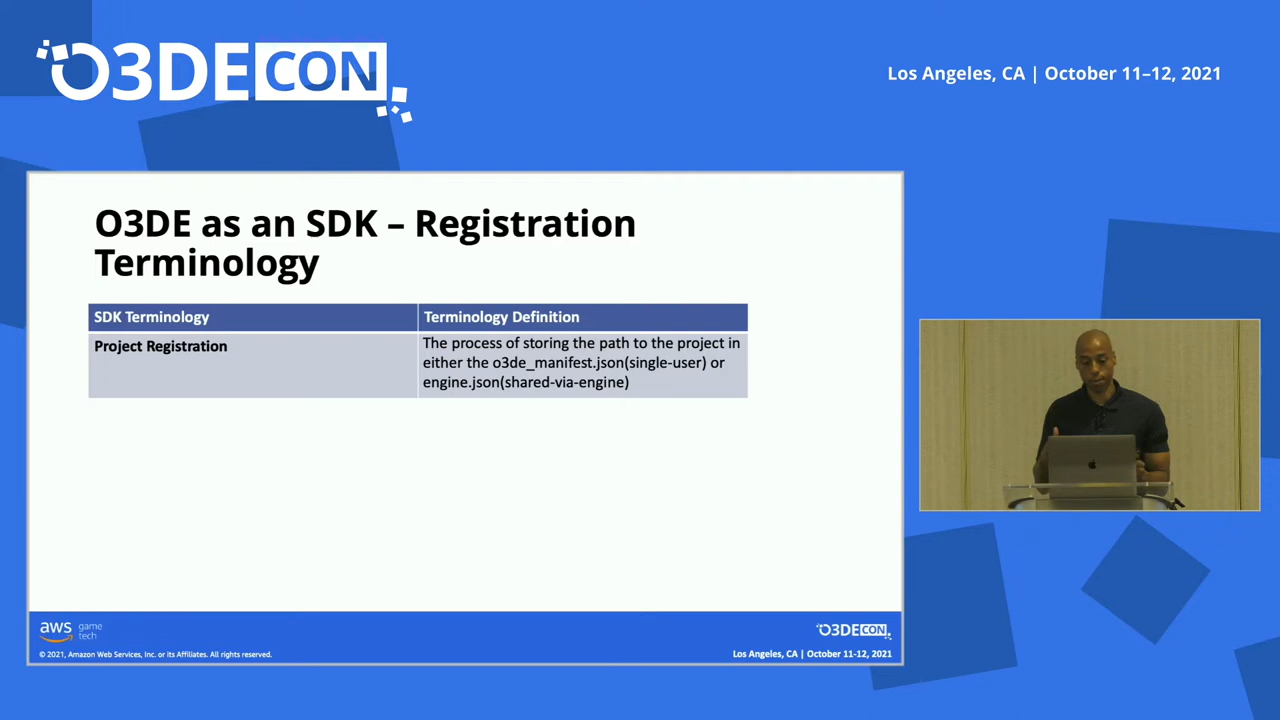 O3DECON
Los Angeles, CA | October 11–12, 2021
O3DE as an SDK – Registration
Terminology
SDK Terminology
Terminology Definition
Project Registration
The process of storing the path to the project in
either the o3de_manifest.json(single-user) or
engine.json(shared-via-engine)
aws game
tech
© 2021, Amazon Web Services, Inc. or its Affiliates. All rights reserved.
O3DECON
Los Angeles, CA | October 11-12, 2021